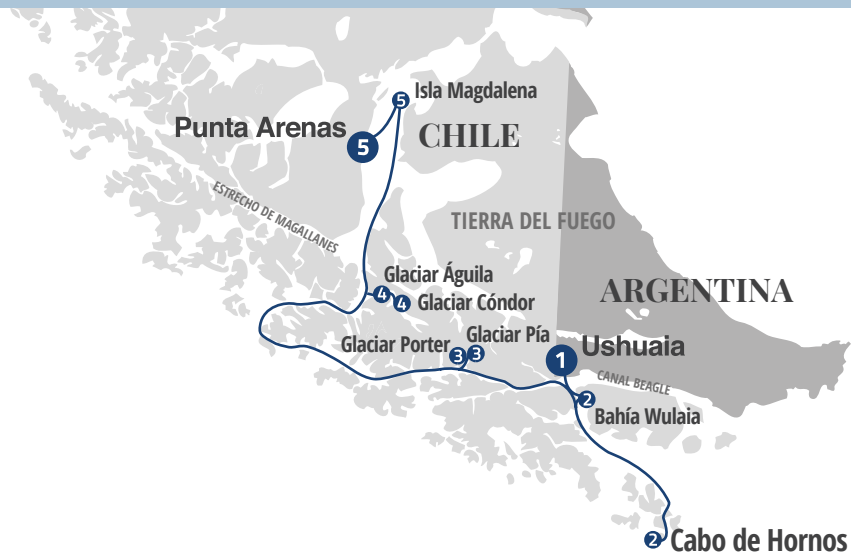 5 Isla Magdalena
Punta Arenas
5
CHILE
ESTRECHO DE MAGALLANES
TIERRA DEL FUEGO
Glaciar Águila
4
4 Glaciar Cóndor
ARGENTINA
Glaciar Pía
Glaciar Porter 3 3
1 Ushuaia
CANAL BEAGLE
2
Bahía Wulaia
2 Cabo de Hornos